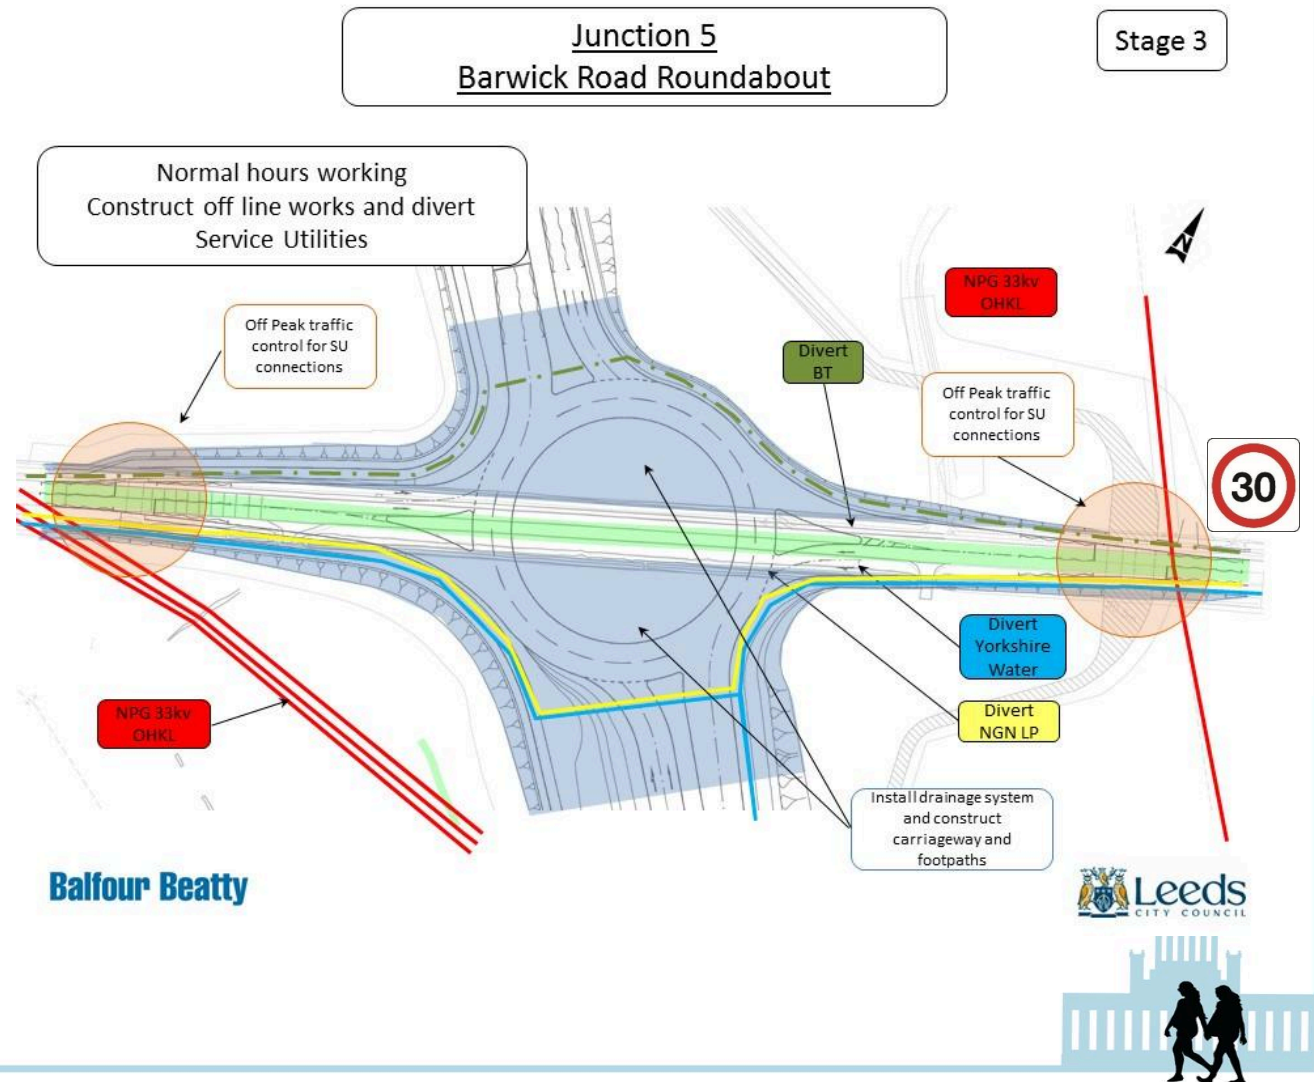 Junction 5
Barwick Road Roundabout
Stage 3
Normal hours working
Construct off line works and divert
Service Utilities
N
NPG 33kv
OHKL
Off Peak traffic
control for SU
connections
Divert
BT
Off Peak traffic
control for SU
connections
30
Divert
Yorkshire
Water
NPG 33kv
OHKL
Divert
NGN LP
Install drainage system
and construct
carriageway and
footpaths
Balfour Beatty
Leeds
CITY COUNCIL